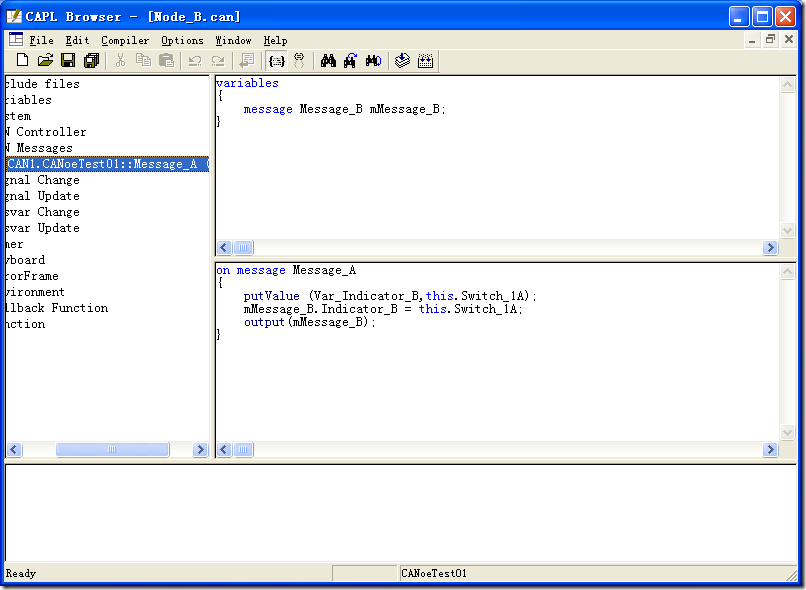 CAPL Browser - [Node_B.can]
File Edit Compiler Options Window Help
clude files
riables
stem
N Controller
N Messages
CAN1.CANoeTest01::Message_A (
gnal Change
gnal Update
svar Change
svar Update
mer
yboard
rorFrame
vironment
llback Function
nction
variables
{
message Message_B mMessage_B;
}
on message Message_A
{
putValue (Var_Indicator_B,this.Switch_1A);
mMessage_B.Indicator_B = this.Switch_1A;
output(mMessage_B);
}
Ready
CANoeTest01